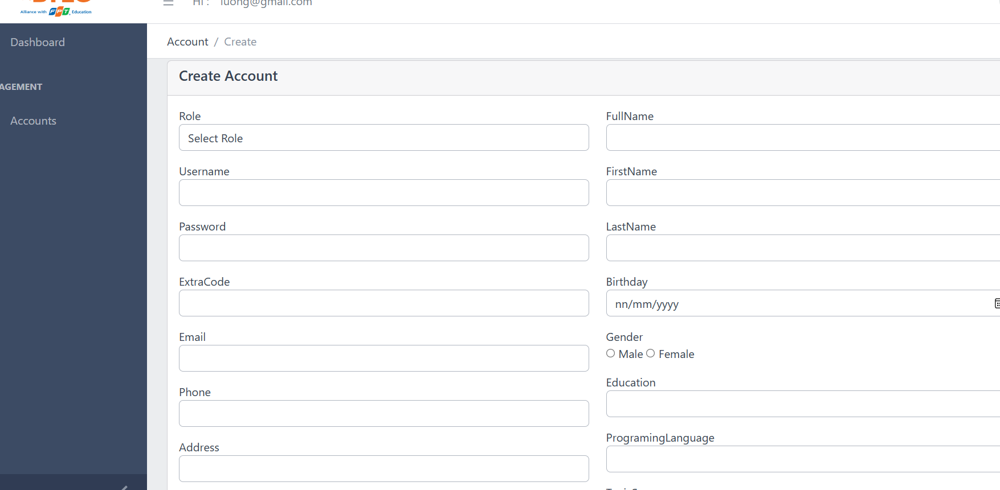 Alliance with FPT Education
Hi : luong@gmail.com
Dashboard
AGEMENT
Accounts
Account / Create
Create Account
Role
Select Role
Username
Password
ExtraCode
Email
Phone
Address
FullName
FirstName
LastName
Birthday
nn/mm/yyyy
Gender
Male Female
Education
ProgramingLanguage